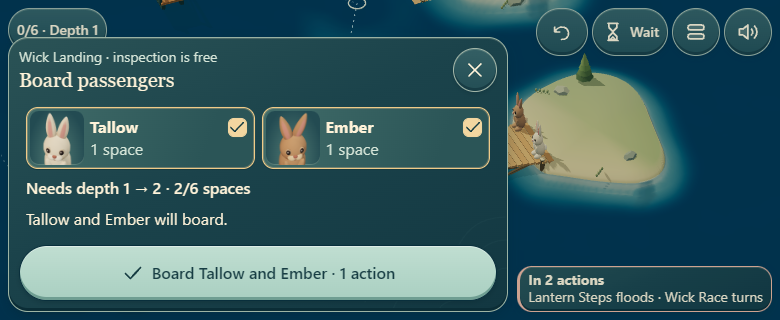 0/6 · Depth 1
Wait
Wick Landing · inspection is free
Board passengers
Tallow
1 space
Ember
1 space
Needs depth 1 → 2 · 2/6 spaces
Tallow and Ember will board.
Board Tallow and Ember · 1 action
In 2 actions
Lantern Steps floods · Wick Race turns